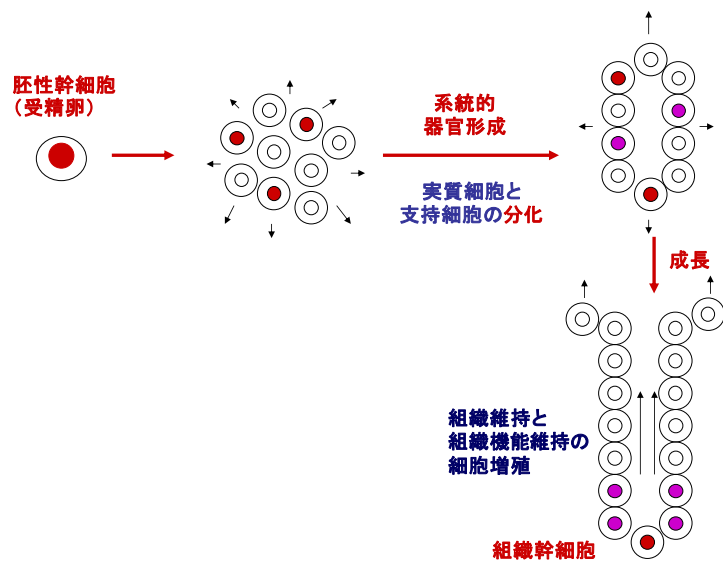 胚性幹細胞
（受精卵）
系統的
器官形成
実質細胞と
支持細胞の分化
成長
組織維持と
組織機能維持の
細胞増殖
組織幹細胞